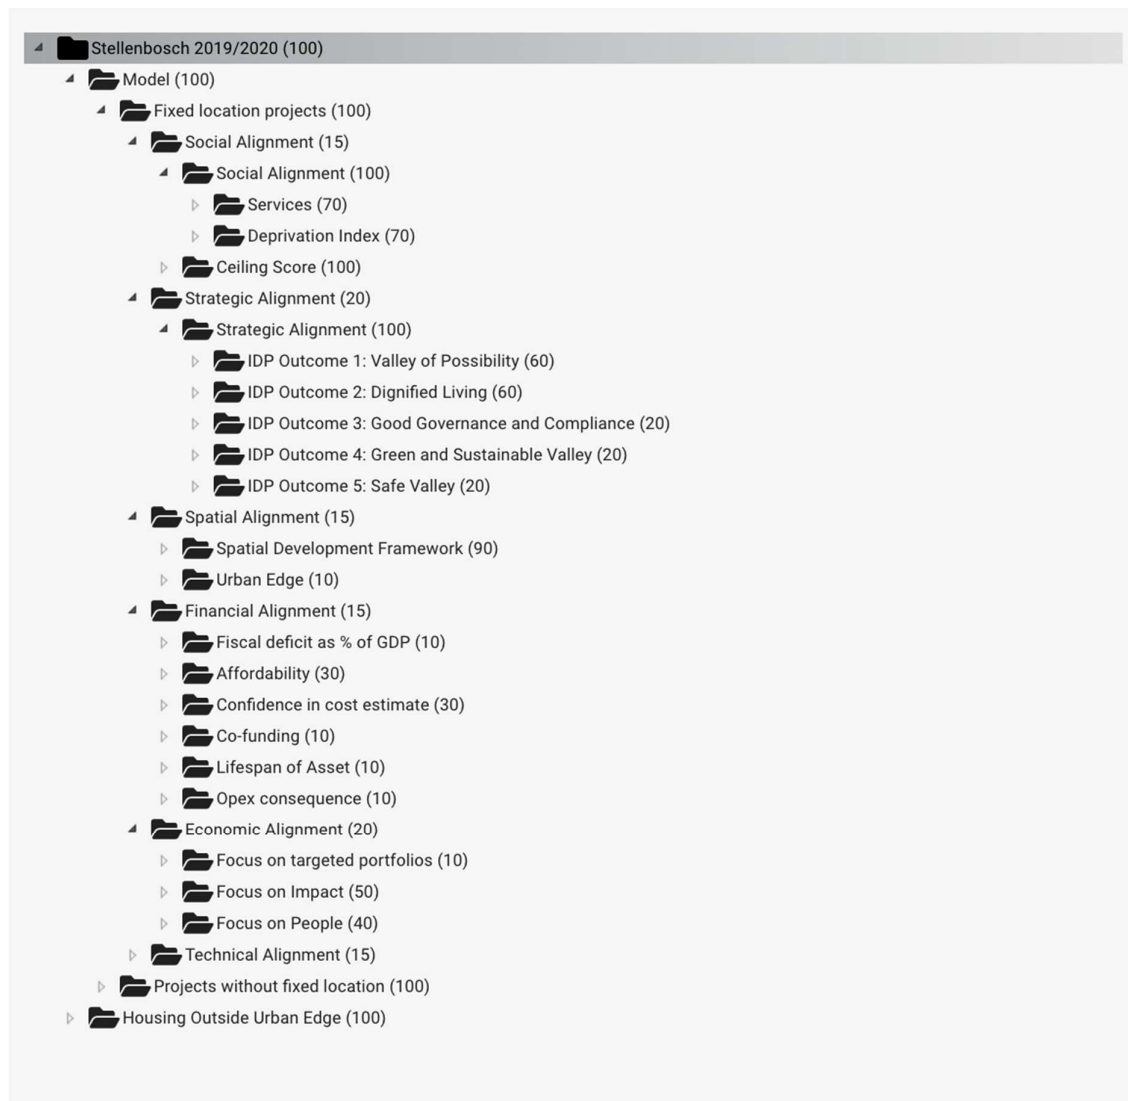 Stellenbosch 2019/2020 (100)
Model (100)
Fixed location projects (100)
Social Alignment (15)
Social Alignment (100)
Services (70)
Deprivation Index (70)
Ceiling Score (100)
Strategic Alignment (20)
Strategic Alignment (100)
IDP Outcome 1: Valley of Possibility (60)
IDP Outcome 2: Dignified Living (60)
IDP Outcome 3: Good Governance and Compliance (20)
IDP Outcome 4: Green and Sustainable Valley (20)
IDP Outcome 5: Safe Valley (20)
Spatial Alignment (15)
Spatial Development Framework (90)
Urban Edge (10)
Financial Alignment (15)
Fiscal deficit as % of GDP (10)
Affordability (30)
Confidence in cost estimate (30)
Co-funding (10)
Lifespan of Asset (10)
Opex consequence (10)
Economic Alignment (20)
Focus on targeted portfolios (10)
Focus on Impact (50)
Focus on People (40)
Technical Alignment (15)
Projects without fixed location (100)
Housing Outside Urban Edge (100)